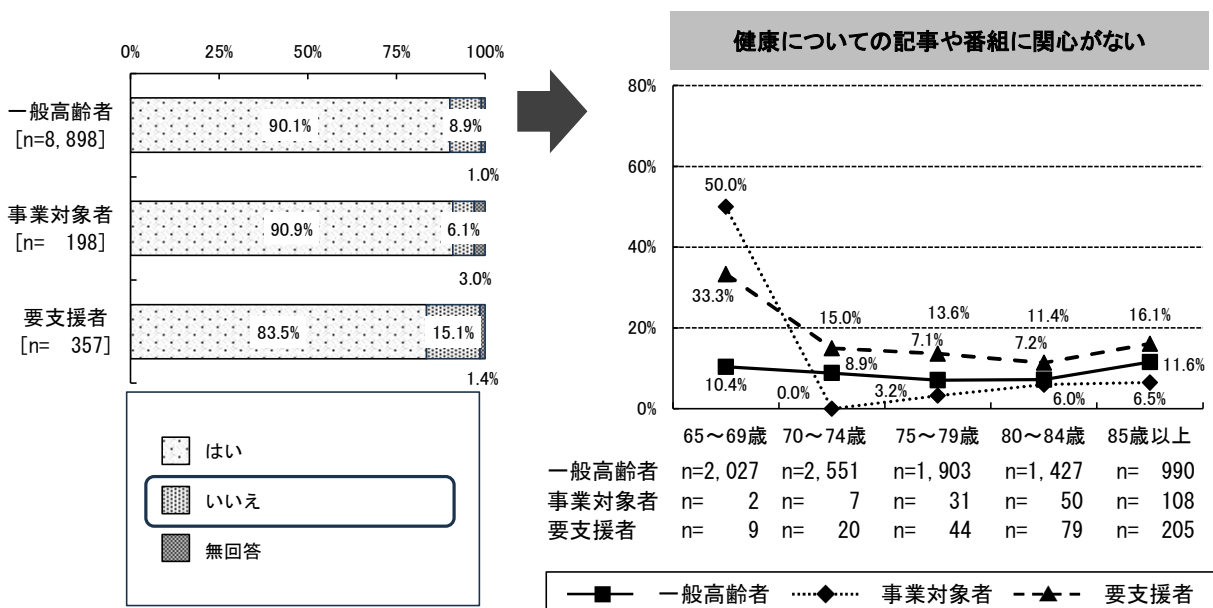 0% 25% 50% 75% 100%
一般高齢者
[n=8,898]
90.1% 8.9%
1.0%
事業対象者
[n= 198]
90.9% 6.1%
3.0%
要支援者
[n= 357]
83.5% 15.1%
1.4%
はい
いいえ
無回答
健康についての記事や番組に関心がない
80%
60%
50.0%
40%
33.3%
15.0% 13.6% 11.4% 16.1%
20%
7.1% 7.2%
10.4% 8.9% 11.6%
0.0% 3.2% 6.0% 6.5%
0%
65~69歳 70~74歳 75~79歳 80~84歳 85歳以上
一般高齢者 n=2,027 n=2,551 n=1,903 n=1,427 n= 990
事業対象者 n= 2 n= 7 n= 31 n= 50 n= 108
要支援者 n= 9 n= 20 n= 44 n= 79 n= 205
一般高齢者 事業対象者 要支援者